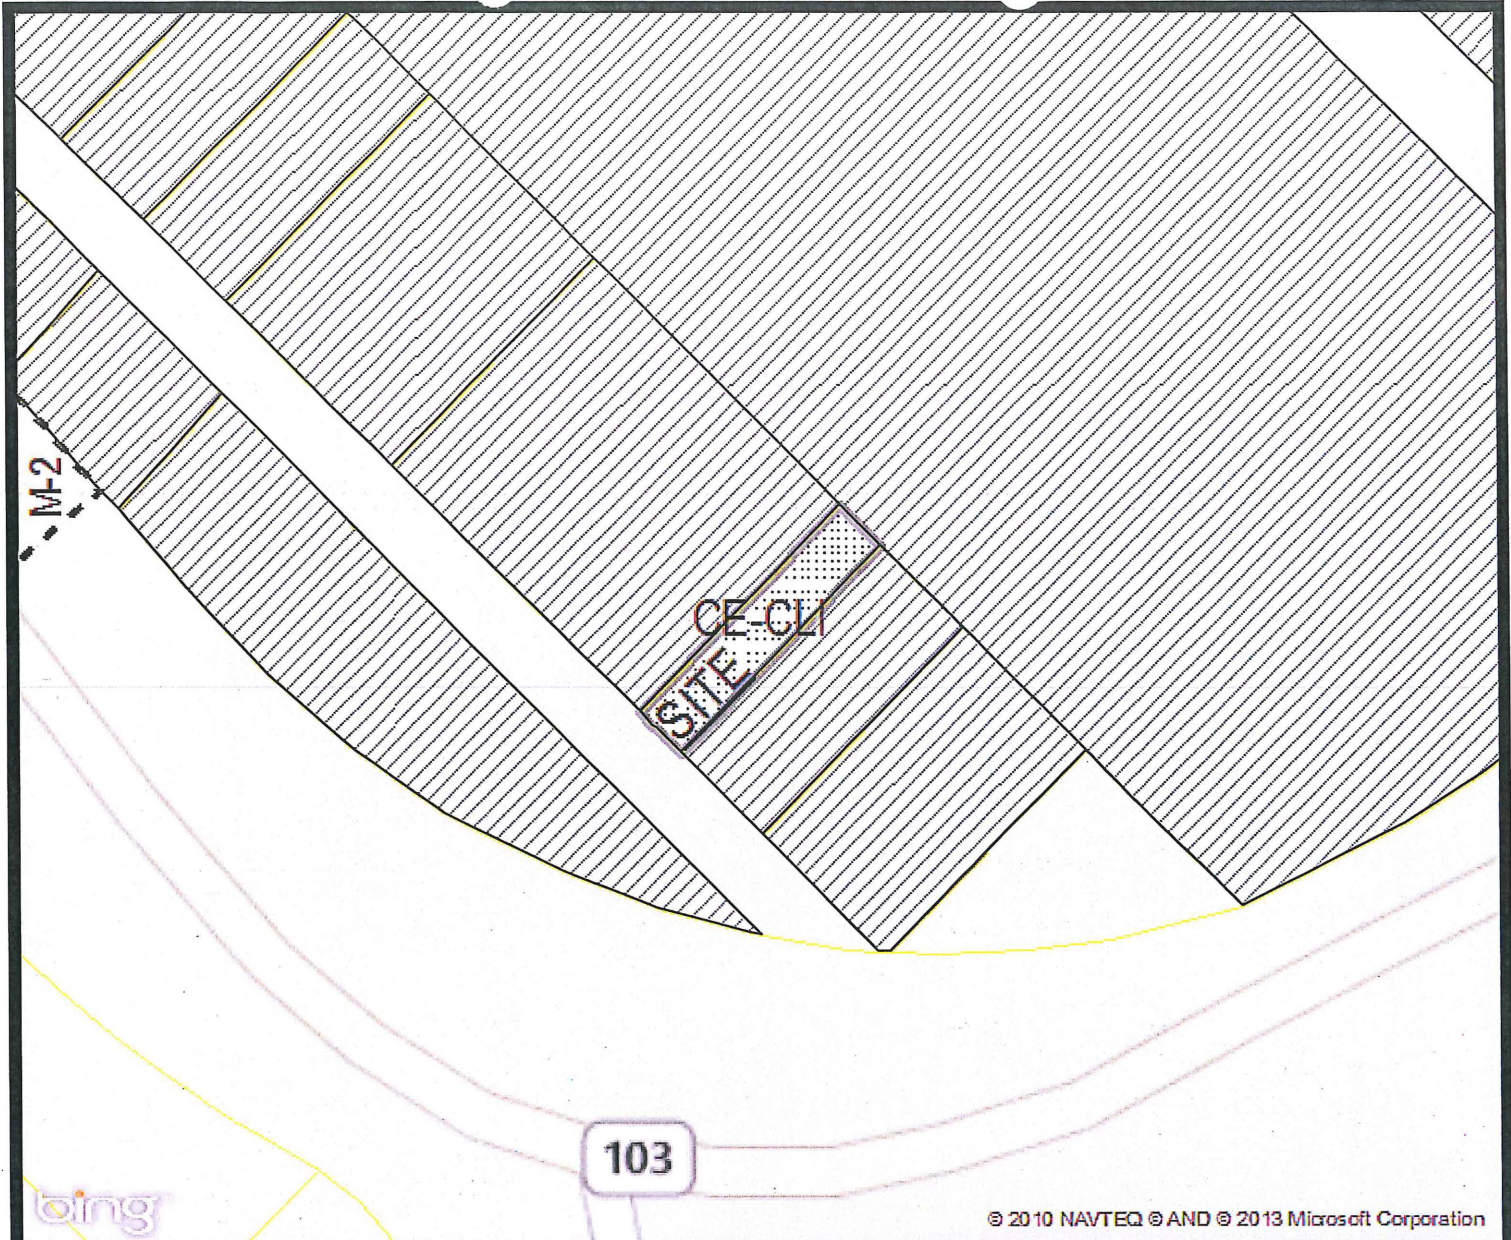 M-2
CE-CLI
SITE
103
bing
© 2010 NAVTEQ © AND © 2013 Microsoft Corporation